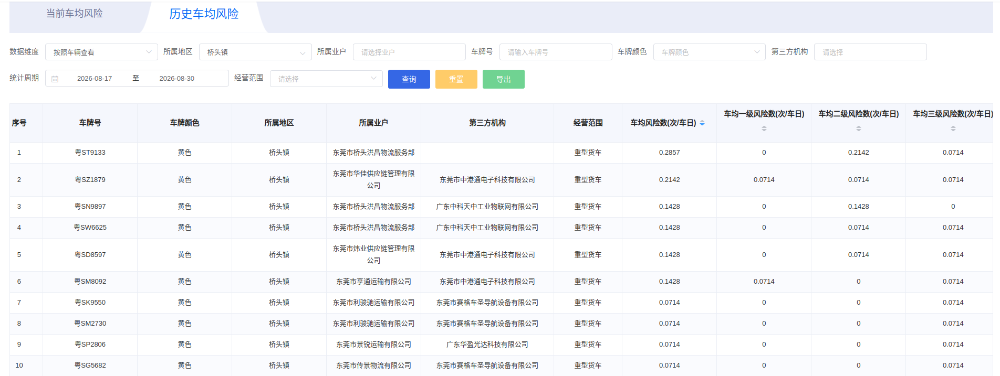 当前车均风险 历史车均风险
数据维度 按照车辆查看 所属地区 桥头镇 所属业户 请选择业户 车牌号 请输入车牌号 车牌颜色 车牌颜色 第三方机构 请选择
统计周期 2026-08-17 至 2026-08-30 经营范围 请选择 查询 重置 导出
序号 车牌号 车牌颜色 所属地区 所属业户 第三方机构 经营范围 车均风险数(次/车日) 车均一级风险数(次/车日) 车均二级风险数(次/车日) 车均三级风险数(次/车日)
1 粤ST9133 黄色 桥头镇 东莞市桥头洪昌物流服务部 重型货车 0.2857 0 0.2142 0.0714
2 粤SZ1879 黄色 桥头镇 东莞市华佳供应链管理有限公司 东莞市中港通电子科技有限公司 重型货车 0.2142 0.0714 0.0714 0.0714
3 粤SN9897 黄色 桥头镇 东莞市桥头洪昌物流服务部 广东中科天中工业物联网有限公司 重型货车 0.1428 0 0.1428 0
4 粤SW6625 黄色 桥头镇 东莞市桥头洪昌物流服务部 广东中科天中工业物联网有限公司 重型货车 0.1428 0 0.0714 0.0714
5 粤SD8597 黄色 桥头镇 东莞市炜业供应链管理有限公司 东莞市中港通电子科技有限公司 重型货车 0.1428 0 0.0714 0.0714
6 粤SM8092 黄色 桥头镇 东莞市享通运输有限公司 东莞市中港通电子科技有限公司 重型货车 0.1428 0.0714 0 0.0714
7 粤SK9550 黄色 桥头镇 东莞市利骏驰运输有限公司 东莞市赛格车圣导航设备有限公司 重型货车 0.0714 0 0 0.0714
8 粤SM2730 黄色 桥头镇 东莞市利骏驰运输有限公司 东莞市赛格车圣导航设备有限公司 重型货车 0.0714 0 0 0.0714
9 粤SP2806 黄色 桥头镇 东莞市景锐运输有限公司 广东华盈光达科技有限公司 重型货车 0.0714 0 0 0.0714
10 粤SG5682 黄色 桥头镇 东莞市传景物流有限公司 东莞市赛格车圣导航设备有限公司 重型货车 0.0714 0 0 0.0714